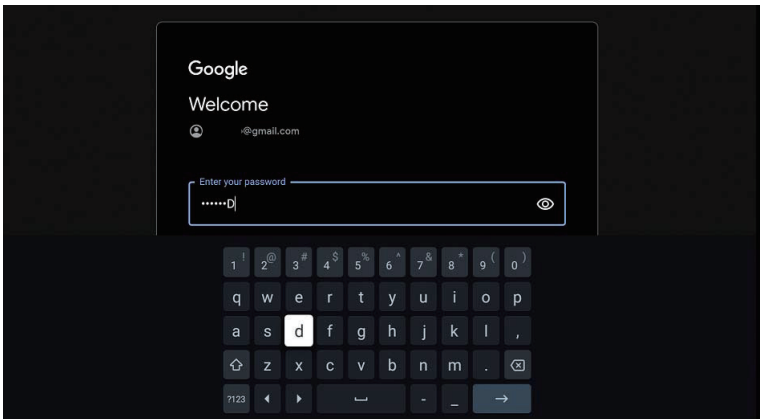 Google
Welcome
@gmail.com
Enter your password
••••••D
1 ! 2 @ 3 # 4 $ 5 % 6 ^ 7 & 8 * 9 ( 0 )
q w e r t y u i o p
a s d f g h j k l ,
z x c v b n m .
?123 - _